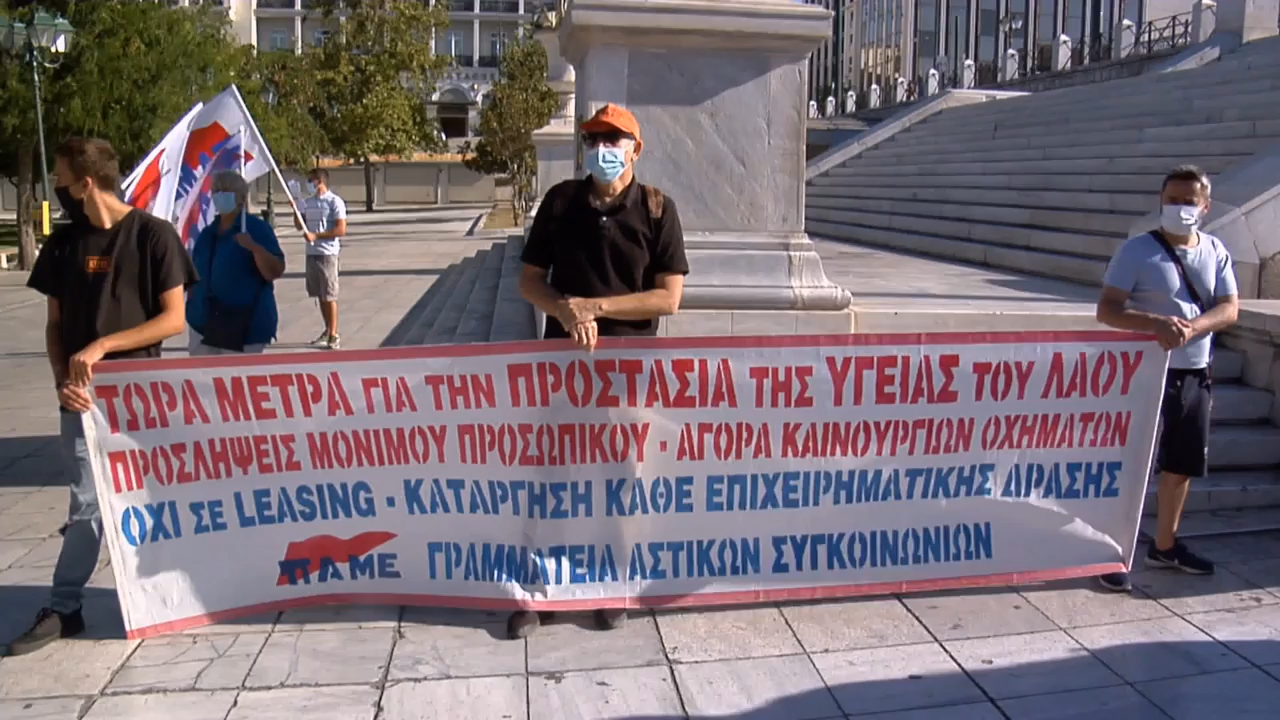 ΤΩΡΑ ΜΕΤΡΑ ΓΙΑ ΤΗΝ ΠΡΟΣΤΑΣΙΑ ΤΗΣ ΥΓΕΙΑΣ ΤΟΥ ΛΑΟΥ
ΠΡΟΣΛΗΨΕΙΣ ΜΟΝΙΜΟΥ ΠΡΟΣΩΠΙΚΟΥ - ΑΓΟΡΑ ΚΑΙΝΟΥΡΓΙΩΝ ΟΧΗΜΑΤΩΝ
ΟΧΙ ΣΕ LEASING - ΚΑΤΑΡΓΗΣΗ ΚΑΘΕ ΕΠΙΧΕΙΡΗΜΑΤΙΚΗΣ ΔΡΑΣΗΣ
ΠΑΜΕ ΓΡΑΜΜΑΤΕΙΑ ΑΣΤΙΚΩΝ ΣΥΓΚΟΙΝΩΝΙΩΝ